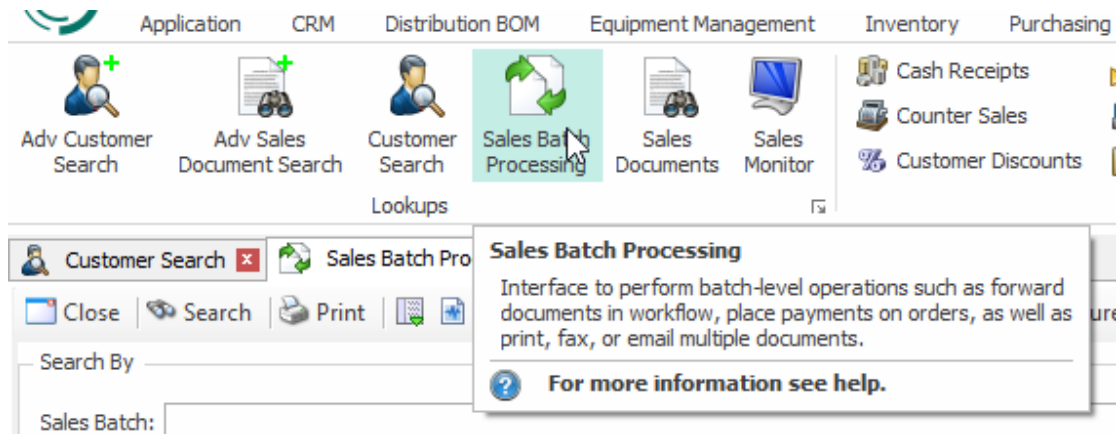 Application CRM Distribution BOM Equipment Management Inventory Purchasing
Adv Customer Search
Adv Sales Document Search
Customer Search
Sales Batch Processing
Sales Documents
Sales Monitor
Cash Receipts
Counter Sales
Customer Discounts
Lookups
Customer Search Sales Batch Pro
Close Search Print
Search By
Sales Batch:
Sales Batch Processing
Interface to perform batch-level operations such as forward
documents in workflow, place payments on orders, as well as
print, fax, or email multiple documents.
For more information see help.